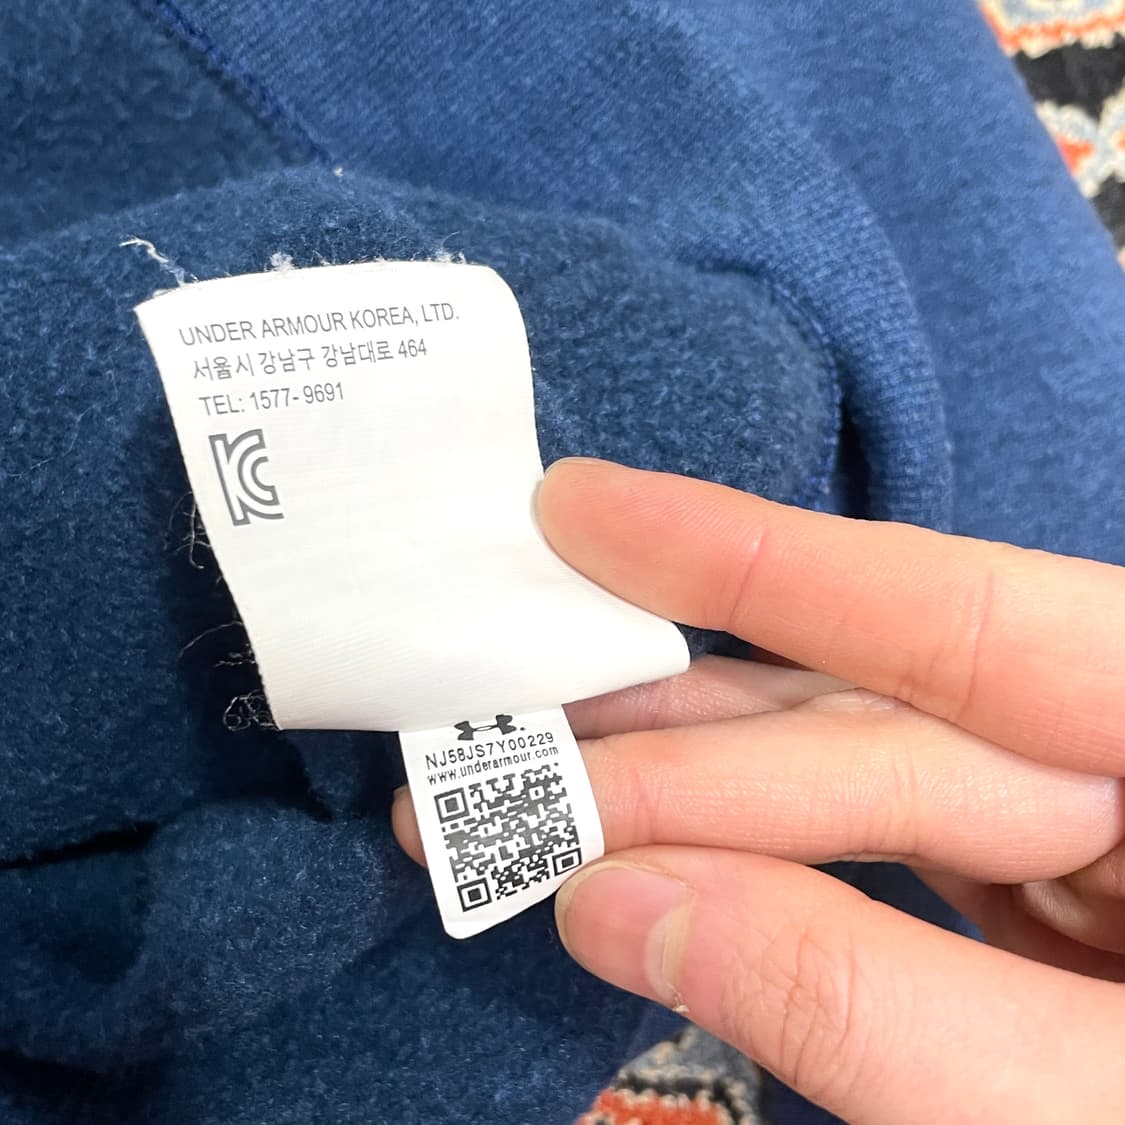 UNDER ARMOUR KOREA, LTD.
서울시 강남구 강남대로 464
TEL: 1577- 9691
NJ58JS7Y00229
www.underarmour.com